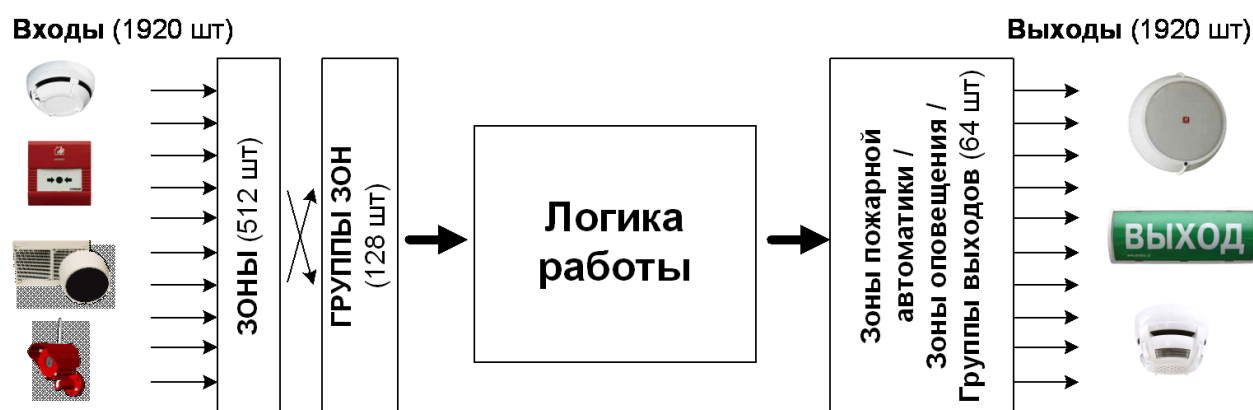 Входы (1920 шт)
Выходы (1920 шт)
ЗОНЫ (512 шт)
ГРУППЫ ЗОН
(128 шт)
Логика
работы
Зоны пожарной
автоматики /
Зоны оповещения /
Группы выходов (64 шт)
ВЫХОД